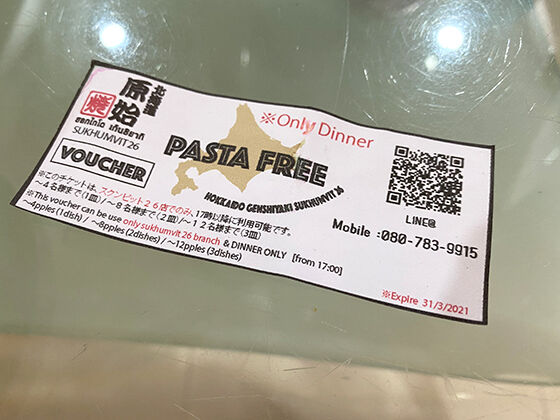 北海道
原始
焼
ฮอกไกโด เก็นชิยากิ
SUKHUMVIT 26
VOUCHER
※Only Dinner
PASTA FREE
HOKKAIDO GENSHIYAKI SUKHUMVIT 26
LINE@
Mobile :080-783-9915
※このチケットは、スクンビット26店でのみ、17時以降に利用可能です。
~4名様まで(1皿)/~8名様まで(2皿)/~12名様まで(3皿)
※This voucher can be use only sukhumvit 26 branch & DINNER ONLY [from 17:00]
~4pples (1dish) / ~8pples (2dishes) / ~12pples (3dishes)
※Expire 31/3/2021